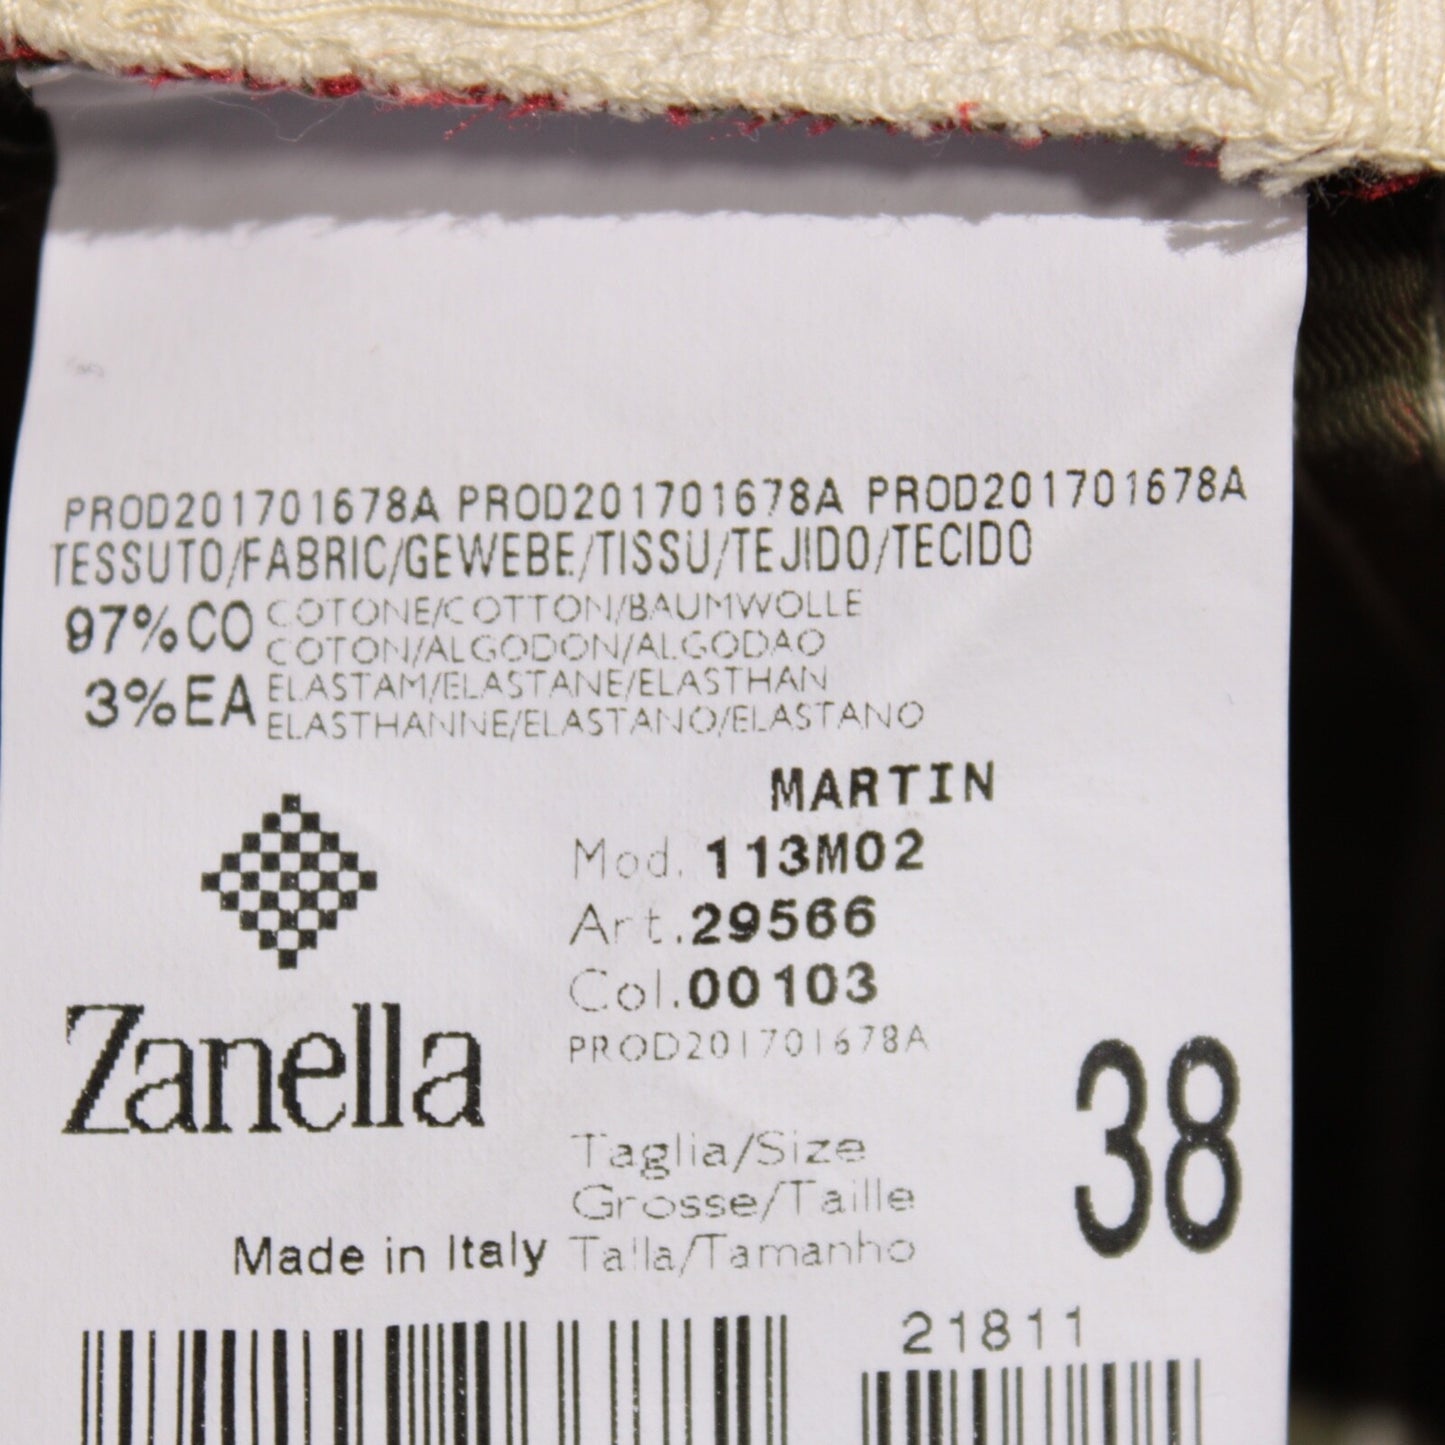 PROD201701678A PROD201701678A PROD201701678A
TESSUTO/FABRIC/GEWEBE/TISSU/TEJIDO/TECIDO
97%CO COTONE/COTTON/BAUMWOLLE
COTON/ALGODON/ALGODAO
3%EA ELASTAM/ELASTANE/ELASTHAN
ELASTHANNE/ELASTANO/ELASTANO
MARTIN
Mod. 113M02
Art. 29566
Col. 00103
PROD201701678A
Zanella
Taglia/Size
Grosse/Taille
Talla/Tamanho
38
Made in Italy
21811